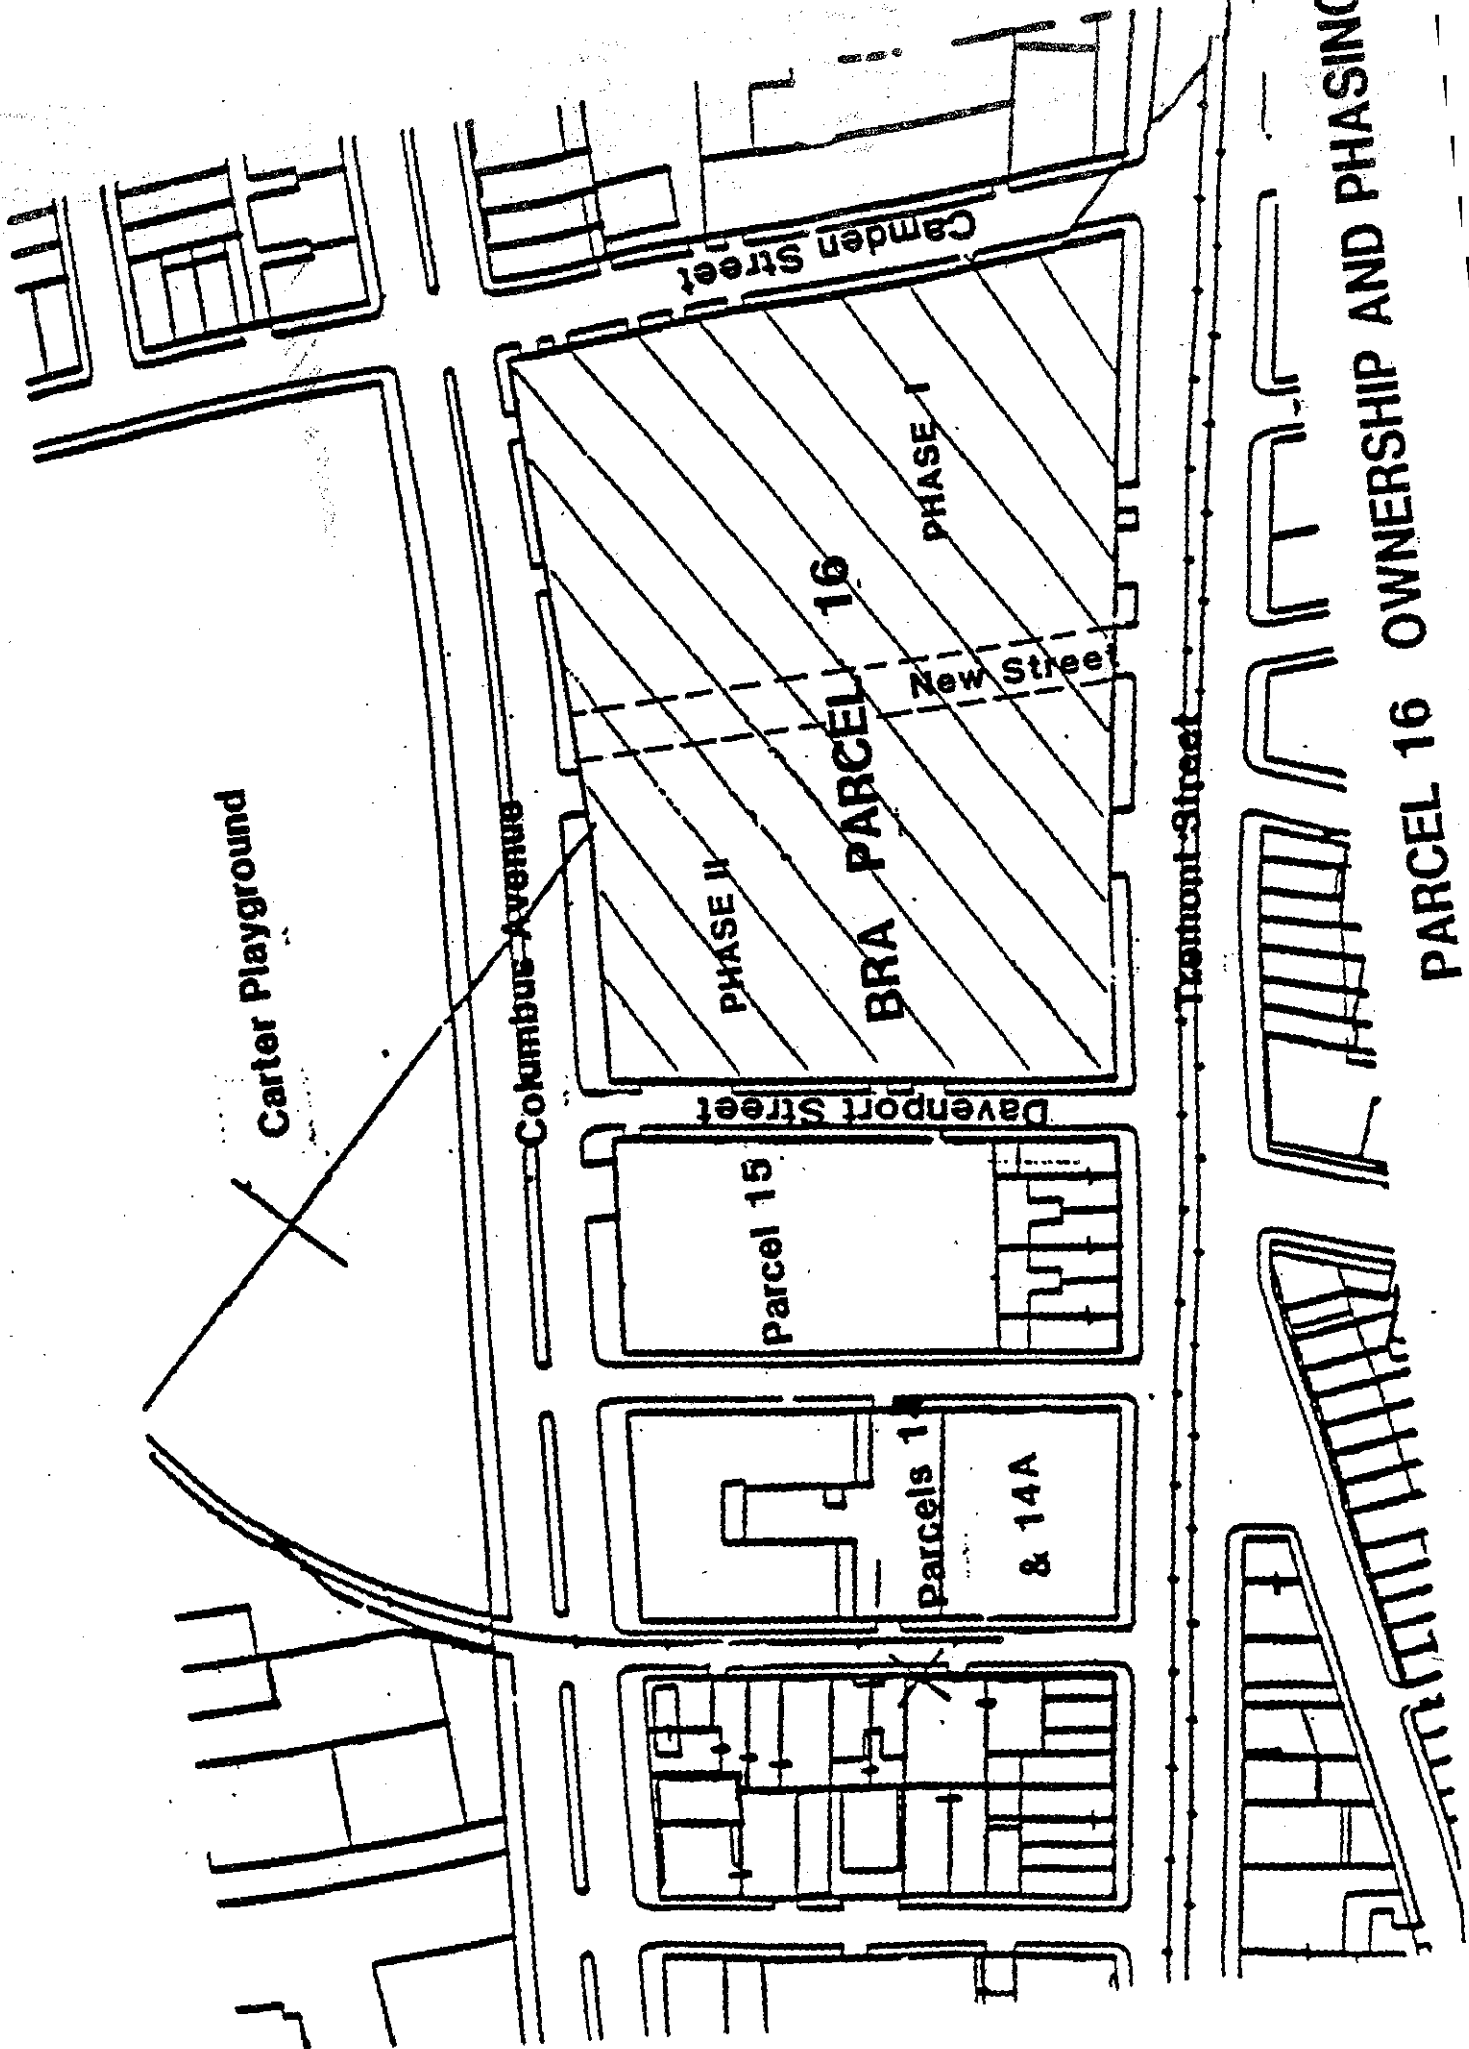 Carter Playground
Columbus Avenue
Camden
Street
PHASE I
PHASE II
BRA PARCEL 16
New Street
Davenport Street
Tremont Street
Parcel 15
Parcels 14
& 14A
PARCEL 16 OWNERSHIP AND PHASING